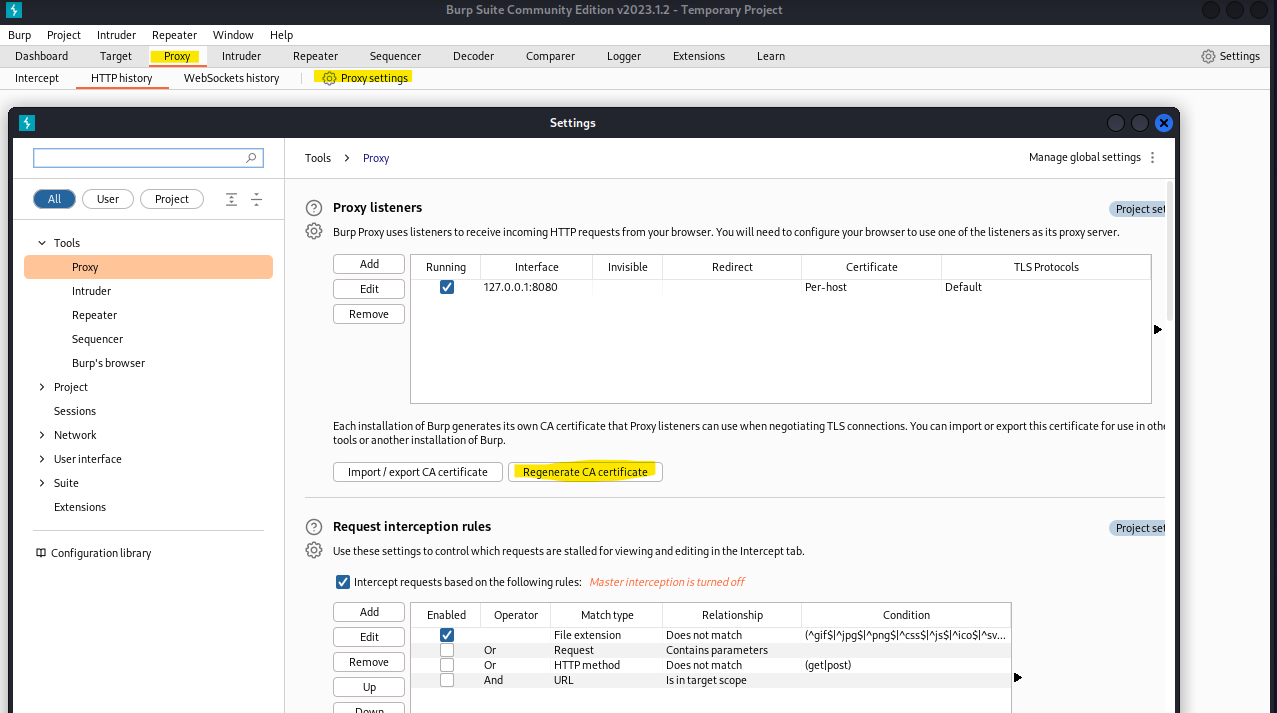 Burp Suite Community Edition v2023.1.2 - Temporary Project
Burp Project Intruder Repeater Window Help
Dashboard Target Proxy Intruder Repeater Sequencer Decoder Comparer Logger Extensions Learn Settings
Intercept HTTP history WebSockets history Proxy settings
Settings
Tools > Proxy Manage global settings
All User Project
Tools
Proxy
Intruder
Repeater
Sequencer
Burp's browser
Project
Sessions
Network
User interface
Suite
Extensions
Configuration library
Proxy listeners Project set
Burp Proxy uses listeners to receive incoming HTTP requests from your browser. You will need to configure your browser to use one of the listeners as its proxy server.
Add
Edit
Remove
Running Interface Invisible Redirect Certificate TLS Protocols
127.0.0.1:8080 Per-host Default
Each installation of Burp generates its own CA certificate that Proxy listeners can use when negotiating TLS connections. You can import or export this certificate for use in othe
tools or another installation of Burp.
Import / export CA certificate Regenerate CA certificate
Request interception rules Project set
Use these settings to control which requests are stalled for viewing and editing in the Intercept tab.
Intercept requests based on the following rules: Master interception is turned off
Add
Edit
Remove
Up
Down
Enabled Operator Match type Relationship Condition
File extension Does not match (^gif$|^jpg$|^png$|^css$|^js$|^ico$|^sv...
Or Request Contains parameters
Or HTTP method Does not match (get|post)
And URL Is in target scope